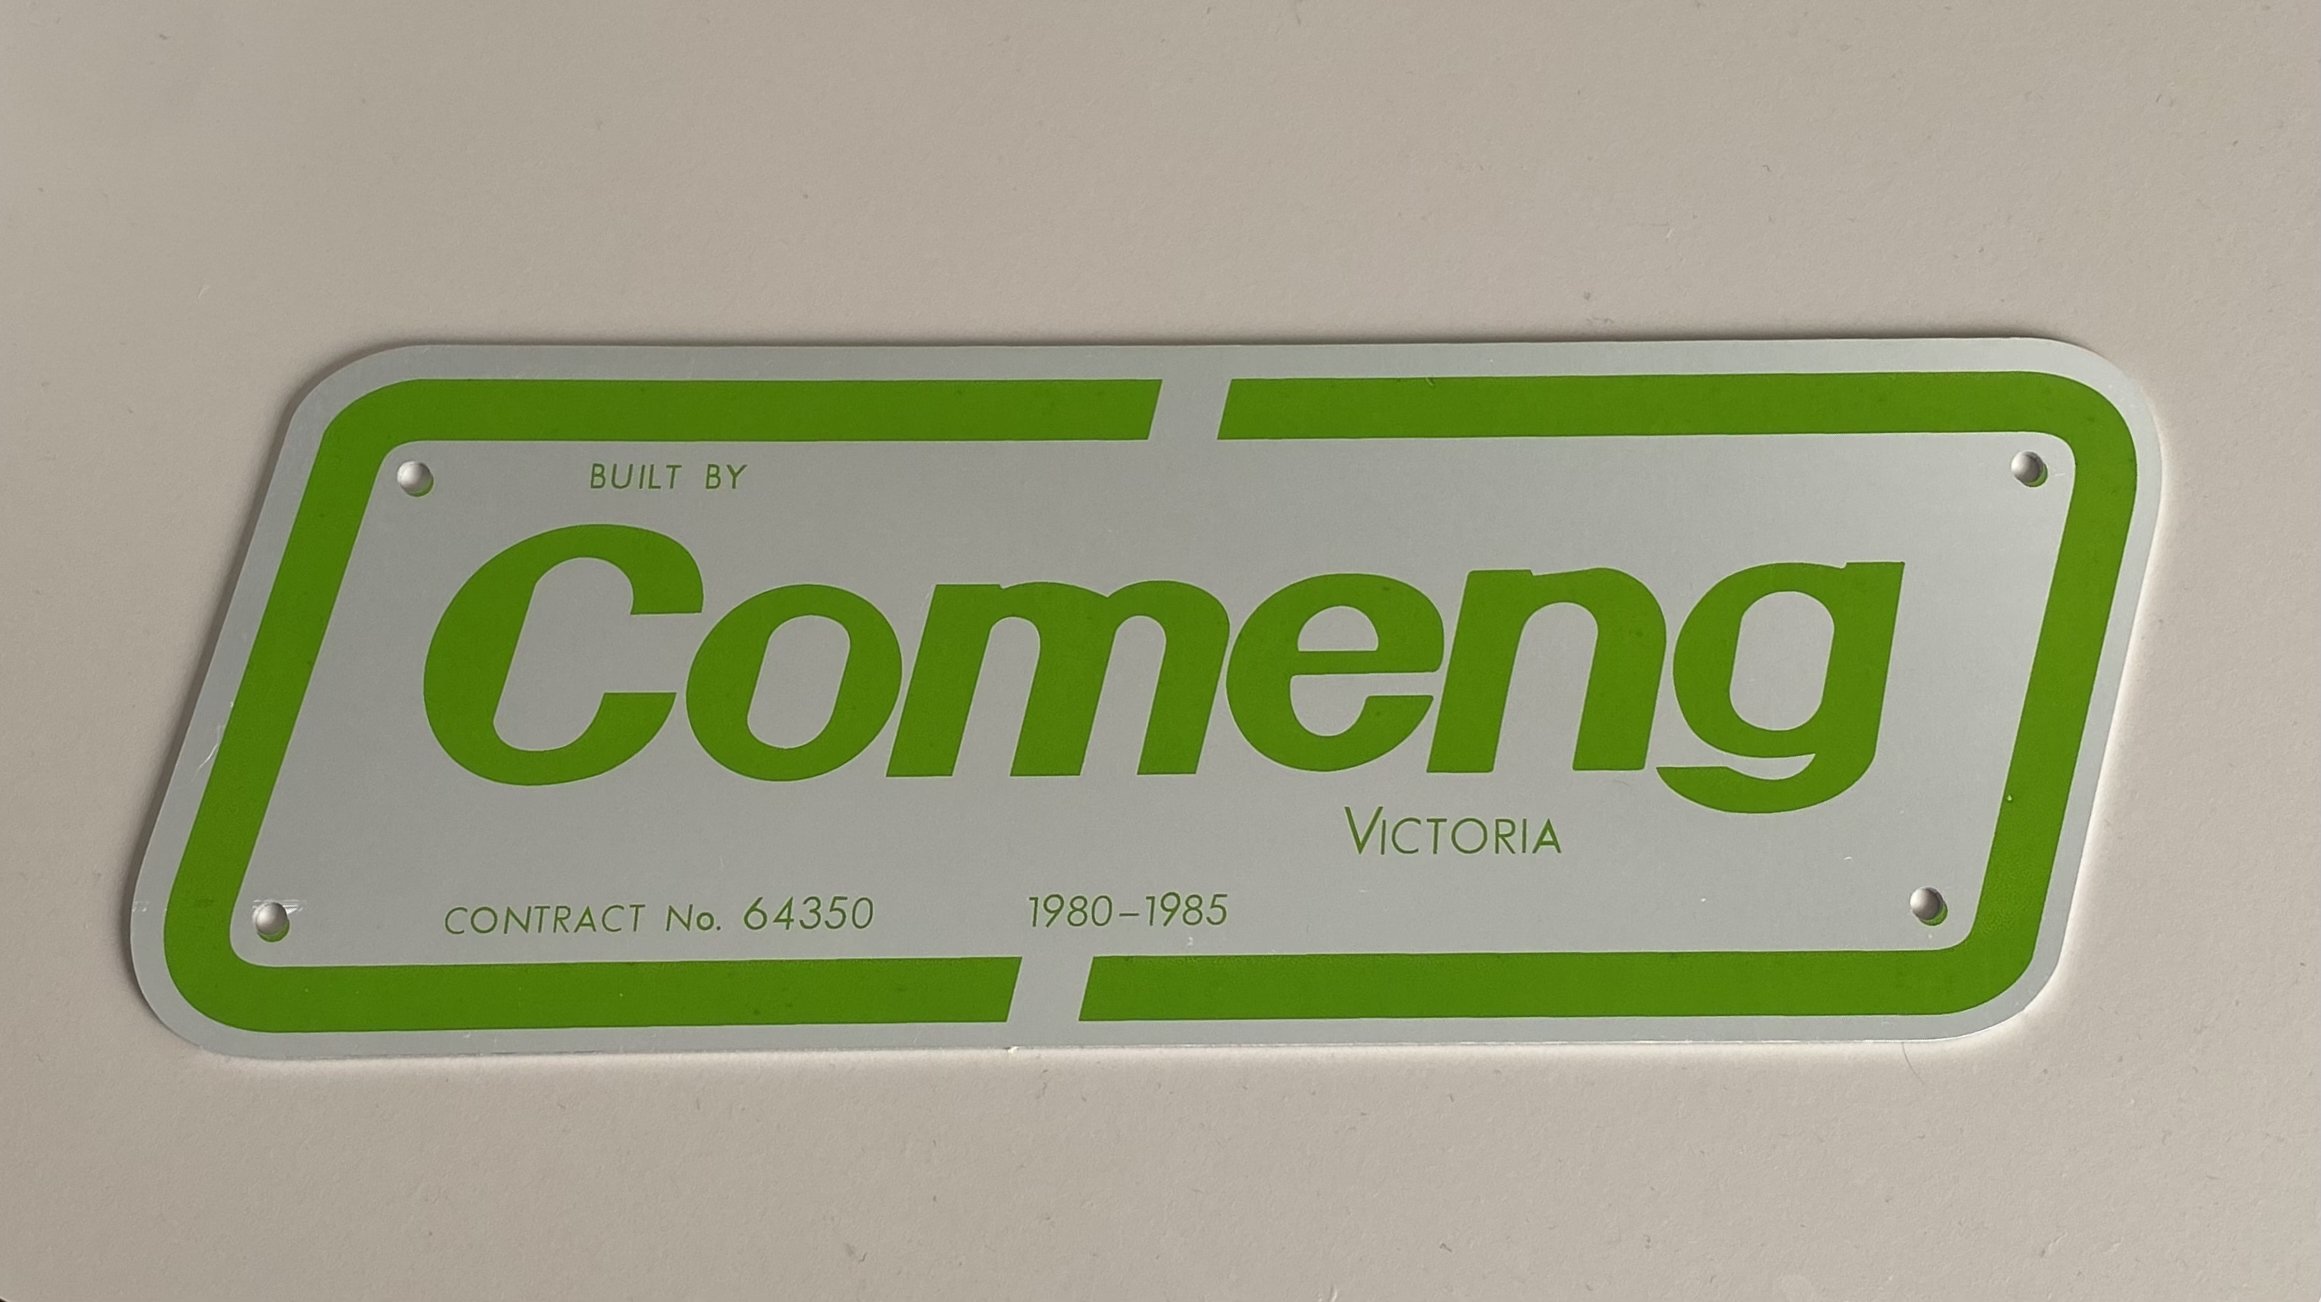 BUILT BY
Comeng
VICTORIA
CONTRACT No. 64350 1980–1985